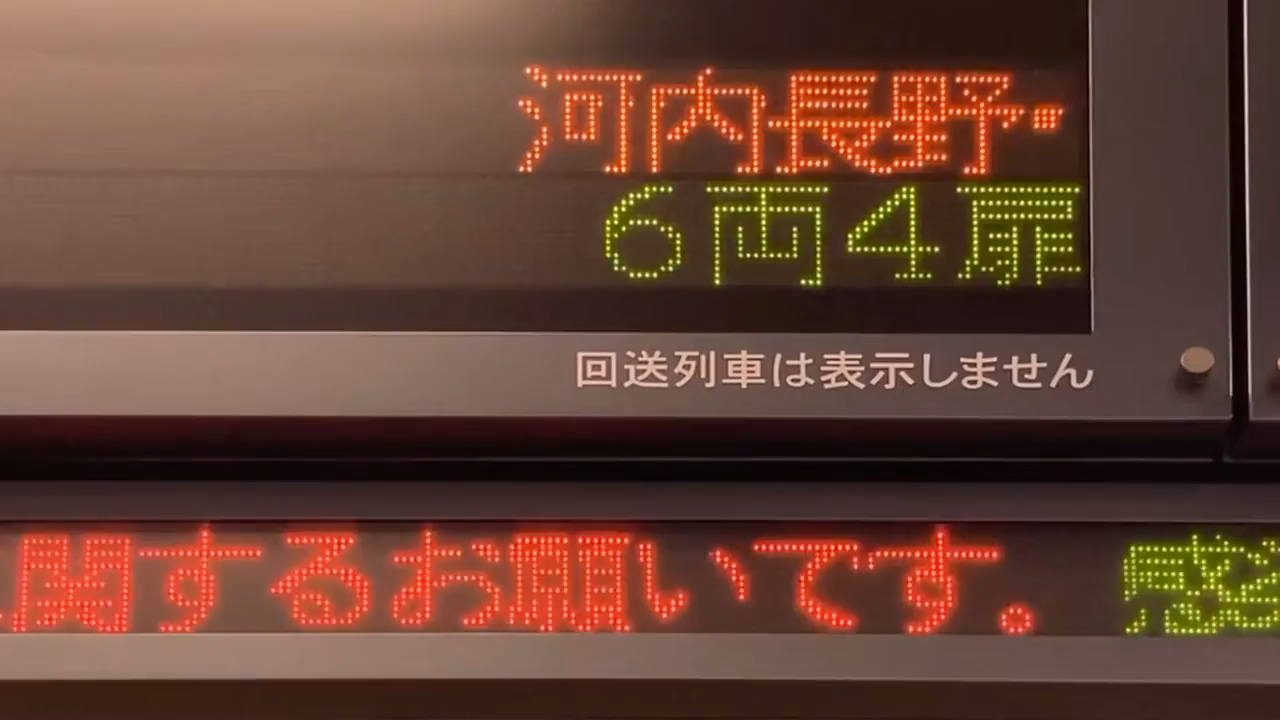 河内長野
6両4扉
回送列車は表示しません
関するお願いです。 感